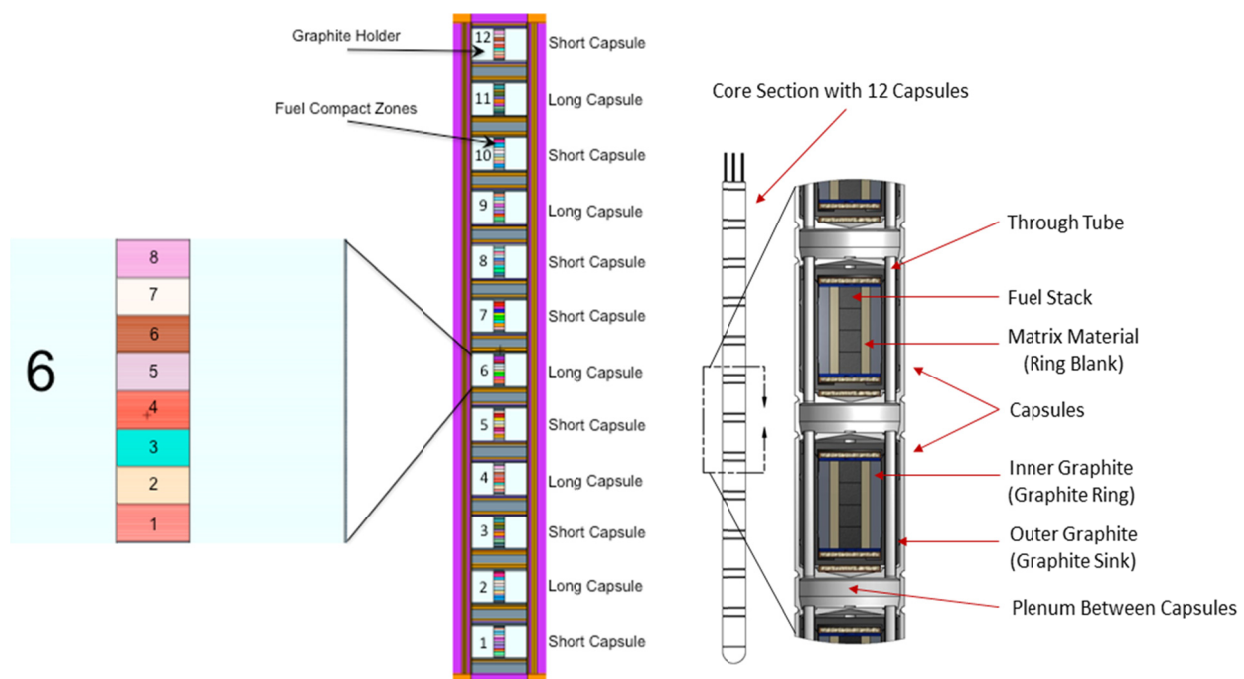 Graphite Holder
Fuel Compact Zones
12 Short Capsule
11 Long Capsule
10 Short Capsule
9 Long Capsule
8 Short Capsule
7 Short Capsule
6 Long Capsule
5 Short Capsule
4 Long Capsule
3 Short Capsule
2 Long Capsule
1 Short Capsule
6
8
7
6
5
4
3
2
1
Core Section with 12 Capsules
Through Tube
Fuel Stack
Matrix Material
(Ring Blank)
Capsules
Inner Graphite
(Graphite Ring)
Outer Graphite
(Graphite Sink)
Plenum Between Capsules